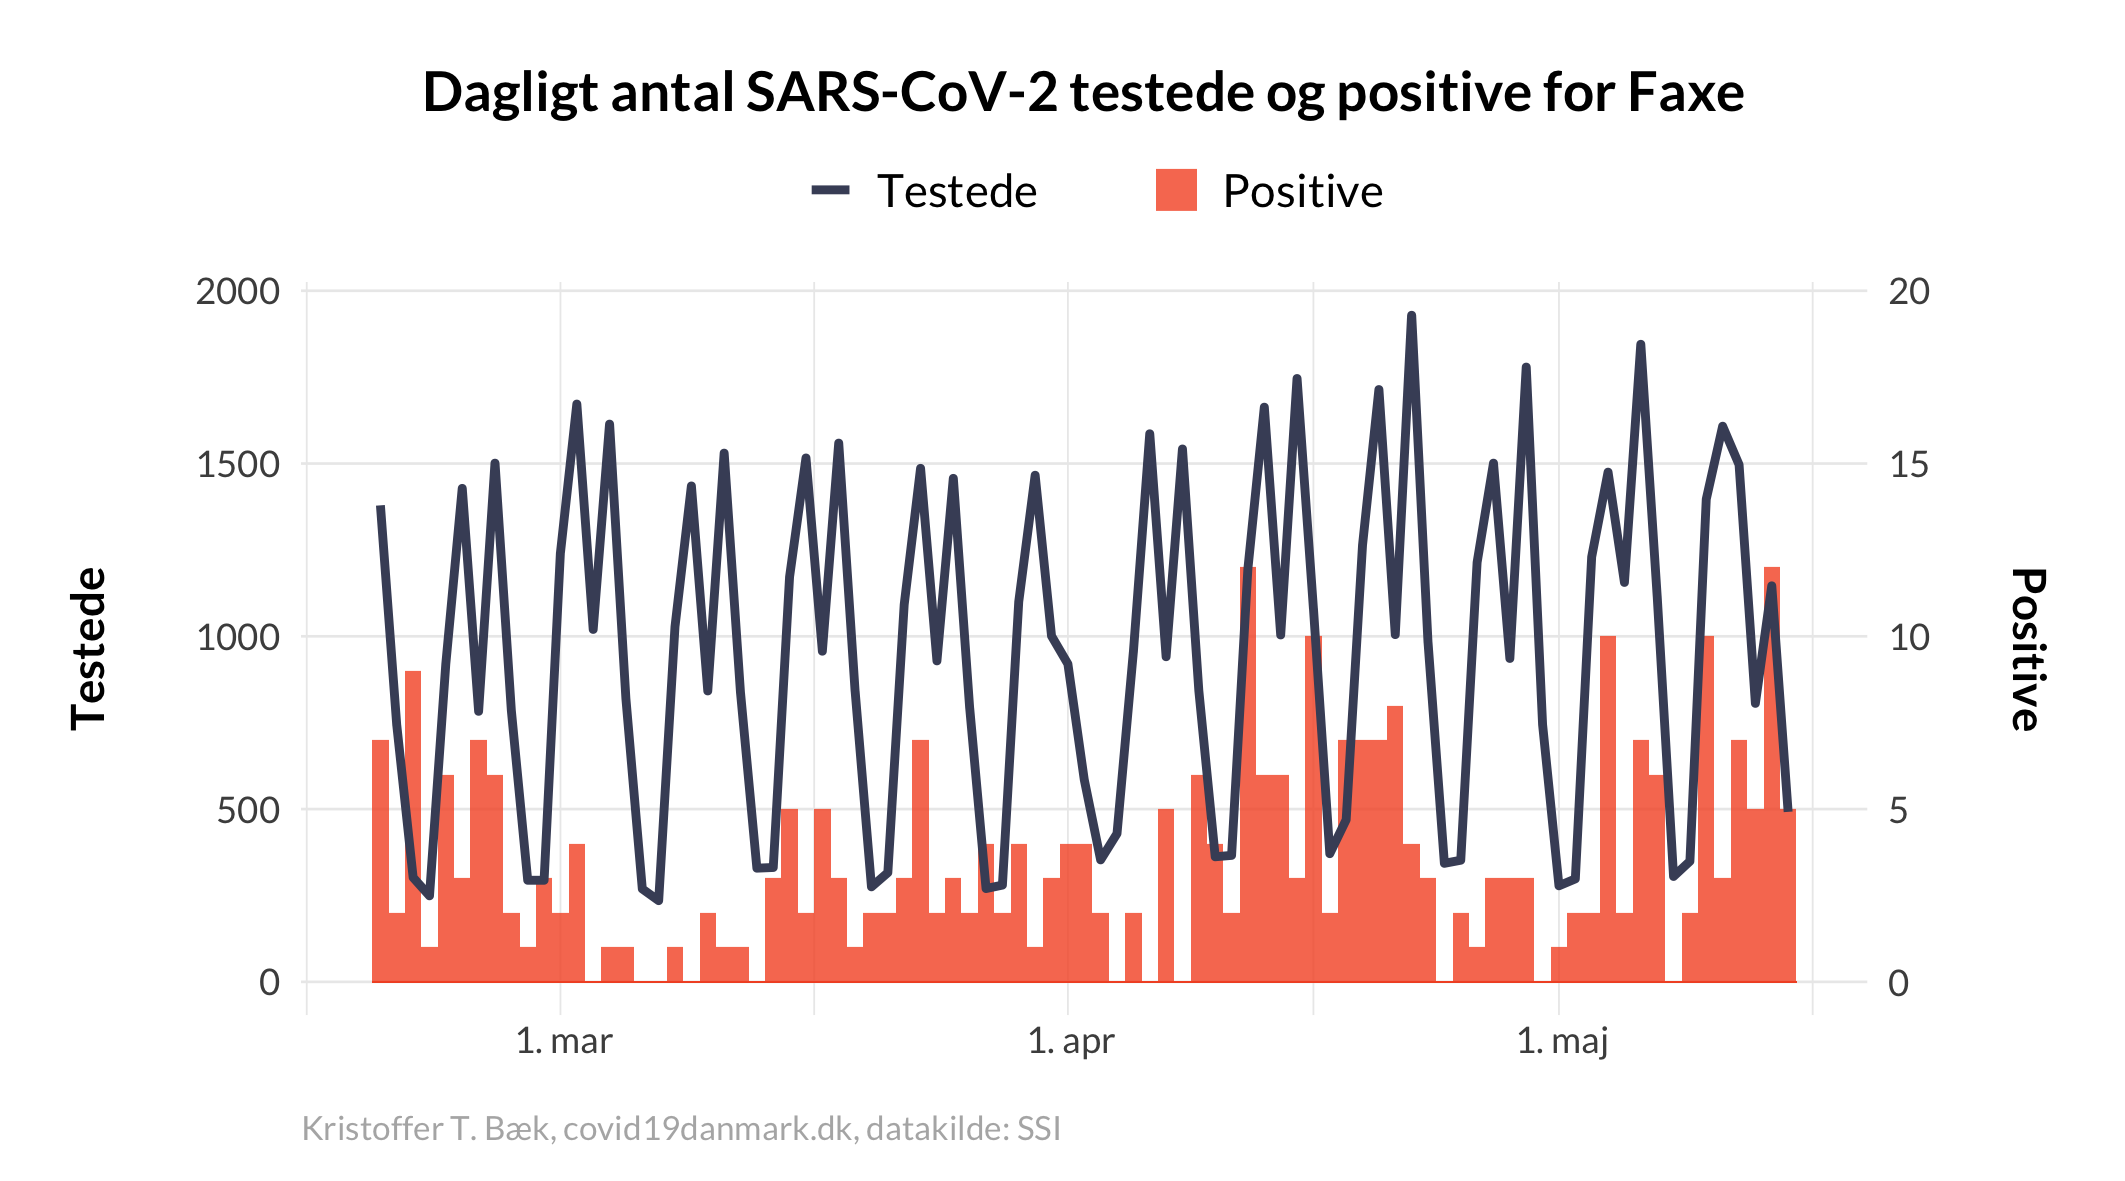 Dagligt antal SARS-CoV-2 testede og positive for Faxe
Testede Positive
2000 20
1500 15
1000 10
500 5
0 0
Testede
Positive
1. mar 1. apr 1. maj
Kristoffer T. Bæk, covid19danmark.dk, datakilde: SSI